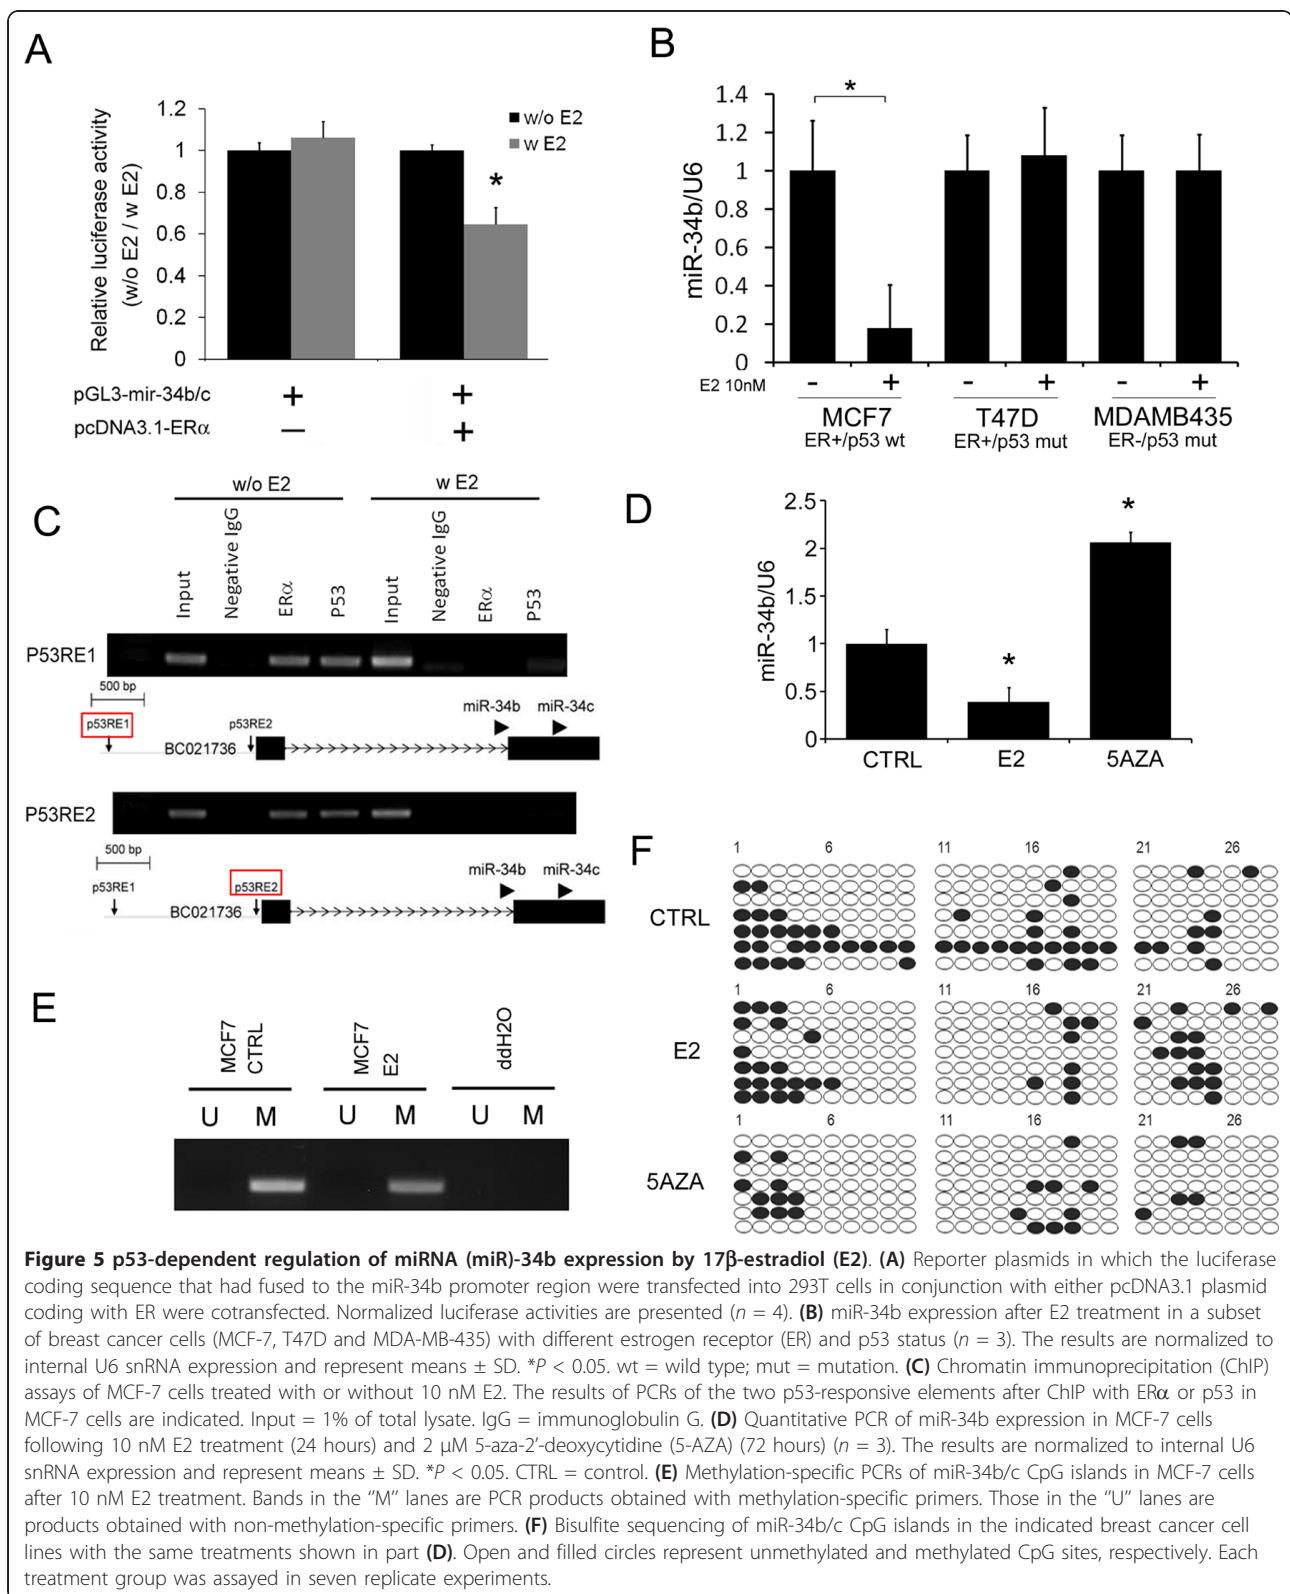 A
1.2
1
0.8
0.6
0.4
0.2
0
Relative luciferase activity
(w/o E2 / w E2)
w/o E2
w E2
*
pGL3-mir-34b/c + +
pcDNA3.1-ERα — +
B
1.4
1.2
1
0.8
0.6
0.4
0.2
0
miR-34b/U6
*
E2 10nM - + - + - +
MCF7 T47D MDAMB435
ER+/p53 wt ER+/p53 mut ER-/p53 mut
C
w/o E2 w E2
Input Negative IgG ERα P53 Input Negative IgG ERα P53
P53RE1
500 bp
p53RE1 p53RE2 miR-34b miR-34c
BC021736
P53RE2
500 bp
p53RE1 p53RE2 miR-34b miR-34c
BC021736
D
2.5
2
1.5
1
0.5
0
miR-34b/U6
* *
CTRL E2 5AZA
E
MCF7 CTRL MCF7 E2 ddH2O
U M U M U M
F
1 6 11 16 21 26
CTRL
1 6 11 16 21 26
E2
1 6 11 16 21 26
5AZA
Figure 5 p53-dependent regulation of miRNA (miR)-34b expression by 17β-estradiol (E2). (A) Reporter plasmids in which the luciferase
coding sequence that had fused to the miR-34b promoter region were transfected into 293T cells in conjunction with either pcDNA3.1 plasmid
coding with ER were cotransfected. Normalized luciferase activities are presented (n = 4). (B) miR-34b expression after E2 treatment in a subset
of breast cancer cells (MCF-7, T47D and MDA-MB-435) with different estrogen receptor (ER) and p53 status (n = 3). The results are normalized to
internal U6 snRNA expression and represent means ± SD. *P < 0.05. wt = wild type; mut = mutation. (C) Chromatin immunoprecipitation (ChIP)
assays of MCF-7 cells treated with or without 10 nM E2. The results of PCRs of the two p53-responsive elements after ChIP with ERα or p53 in
MCF-7 cells are indicated. Input = 1% of total lysate. IgG = immunoglobulin G. (D) Quantitative PCR of miR-34b expression in MCF-7 cells
following 10 nM E2 treatment (24 hours) and 2 μM 5-aza-2′-deoxycytidine (5-AZA) (72 hours) (n = 3). The results are normalized to internal U6
snRNA expression and represent means ± SD. *P < 0.05. CTRL = control. (E) Methylation-specific PCRs of miR-34b/c CpG islands in MCF-7 cells
after 10 nM E2 treatment. Bands in the “M” lanes are PCR products obtained with methylation-specific primers. Those in the “U” lanes are
products obtained with non-methylation-specific primers. (F) Bisulfite sequencing of miR-34b/c CpG islands in the indicated breast cancer cell
lines with the same treatments shown in part (D). Open and filled circles represent unmethylated and methylated CpG sites, respectively. Each
treatment group was assayed in seven replicate experiments.